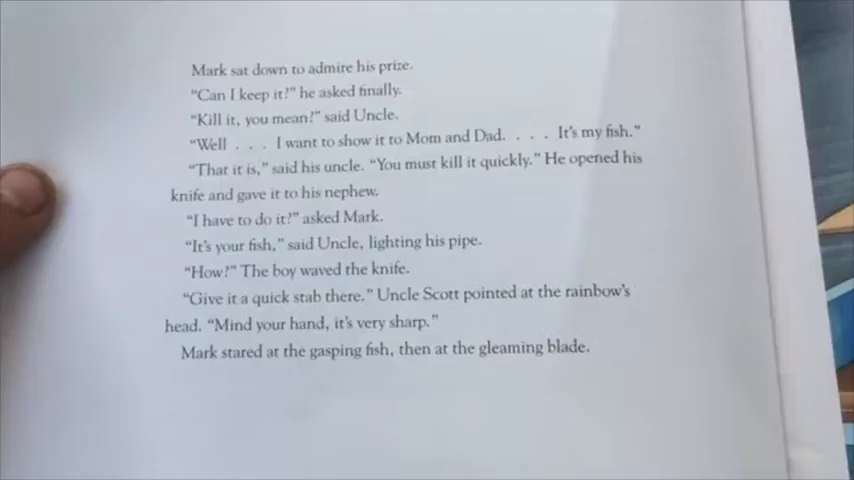 Mark sat down to admire his prize.
"Can I keep it?" he asked finally.
"Kill it, you mean?" said Uncle.
"Well . . . I want to show it to Mom and Dad. . . . It's my fish."
"That it is," said his uncle. "You must kill it quickly." He opened his
knife and gave it to his nephew.
"I have to do it?" asked Mark.
"It's your fish," said Uncle, lighting his pipe.
"How?" The boy waved the knife.
"Give it a quick stab there." Uncle Scott pointed at the rainbow's
head. "Mind your hand, it's very sharp."
Mark stared at the gasping fish, then at the gleaming blade.